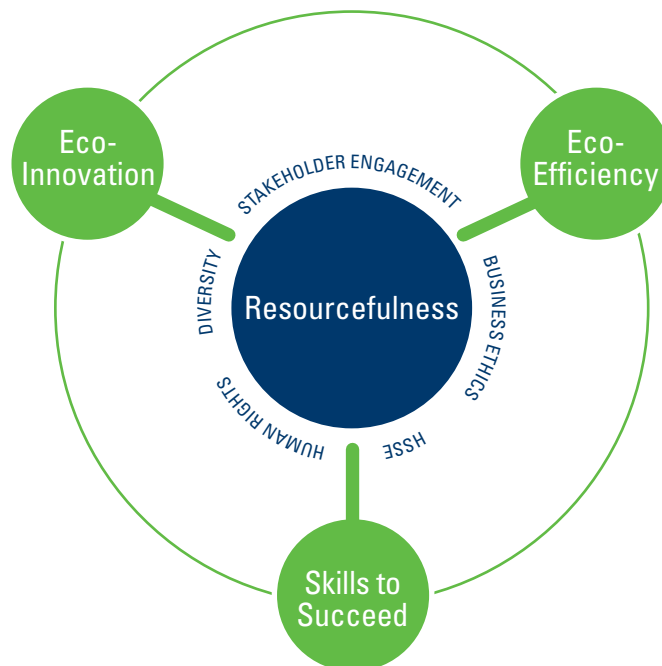 Eco-
Innovation
Eco-
Efficiency
STAKEHOLDER ENGAGEMENT
DIVERSITY
BUSINESS ETHICS
Resourcefulness
HUMAN RIGHTS
HSSE
Skills to
Succeed